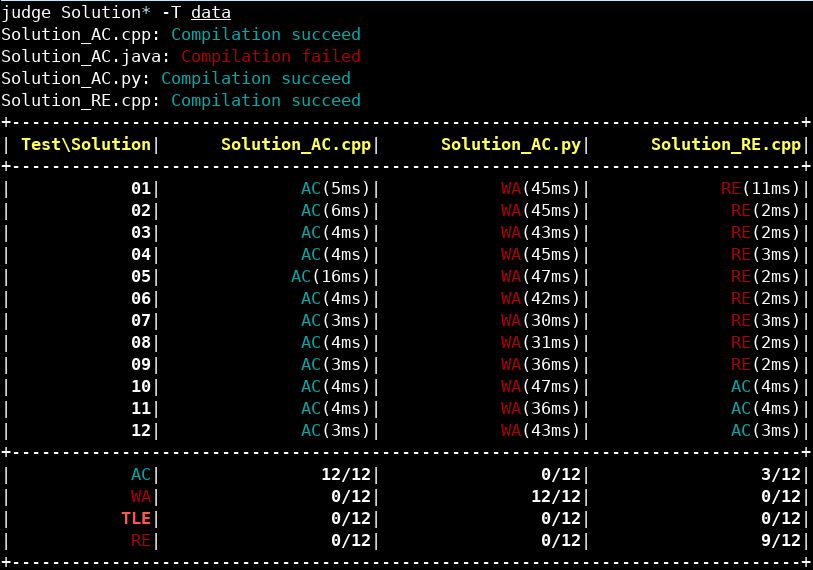 judge Solution* -T data
Solution_AC.cpp: Compilation succeed
Solution_AC.java: Compilation failed
Solution_AC.py: Compilation succeed
Solution_RE.cpp: Compilation succeed
+-------------------------------------------------------------------------------+
| Test\Solution|      Solution_AC.cpp|      Solution_AC.py|      Solution_RE.cpp|
+-------------------------------------------------------------------------------+
|            01|              AC(5ms)|            WA(45ms)|             RE(11ms)|
|            02|              AC(6ms)|            WA(45ms)|              RE(2ms)|
|            03|              AC(4ms)|            WA(43ms)|              RE(2ms)|
|            04|              AC(4ms)|            WA(45ms)|              RE(3ms)|
|            05|             AC(16ms)|            WA(47ms)|              RE(2ms)|
|            06|              AC(4ms)|            WA(42ms)|              RE(2ms)|
|            07|              AC(3ms)|            WA(30ms)|              RE(3ms)|
|            08|              AC(4ms)|            WA(31ms)|              RE(2ms)|
|            09|              AC(3ms)|            WA(36ms)|              RE(2ms)|
|            10|              AC(4ms)|            WA(47ms)|              AC(4ms)|
|            11|              AC(4ms)|            WA(36ms)|              AC(4ms)|
|            12|              AC(3ms)|            WA(43ms)|              AC(3ms)|
+-------------------------------------------------------------------------------+
|            AC|                12/12|                0/12|                 3/12|
|            WA|                 0/12|               12/12|                 0/12|
|           TLE|                 0/12|                0/12|                 0/12|
|            RE|                 0/12|                0/12|                 9/12|
+-------------------------------------------------------------------------------+